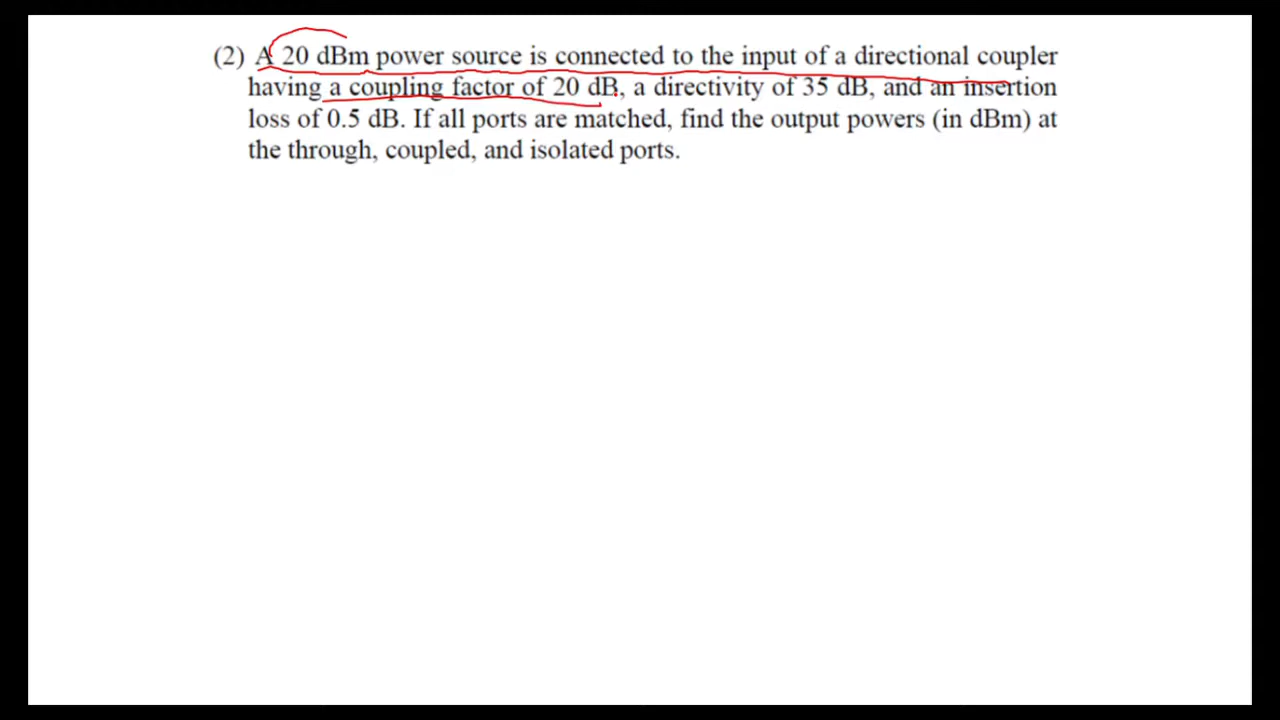 (2) A 20 dBm power source is connected to the input of a directional coupler
having a coupling factor of 20 dB, a directivity of 35 dB, and an insertion
loss of 0.5 dB. If all ports are matched, find the output powers (in dBm) at
the through, coupled, and isolated ports.